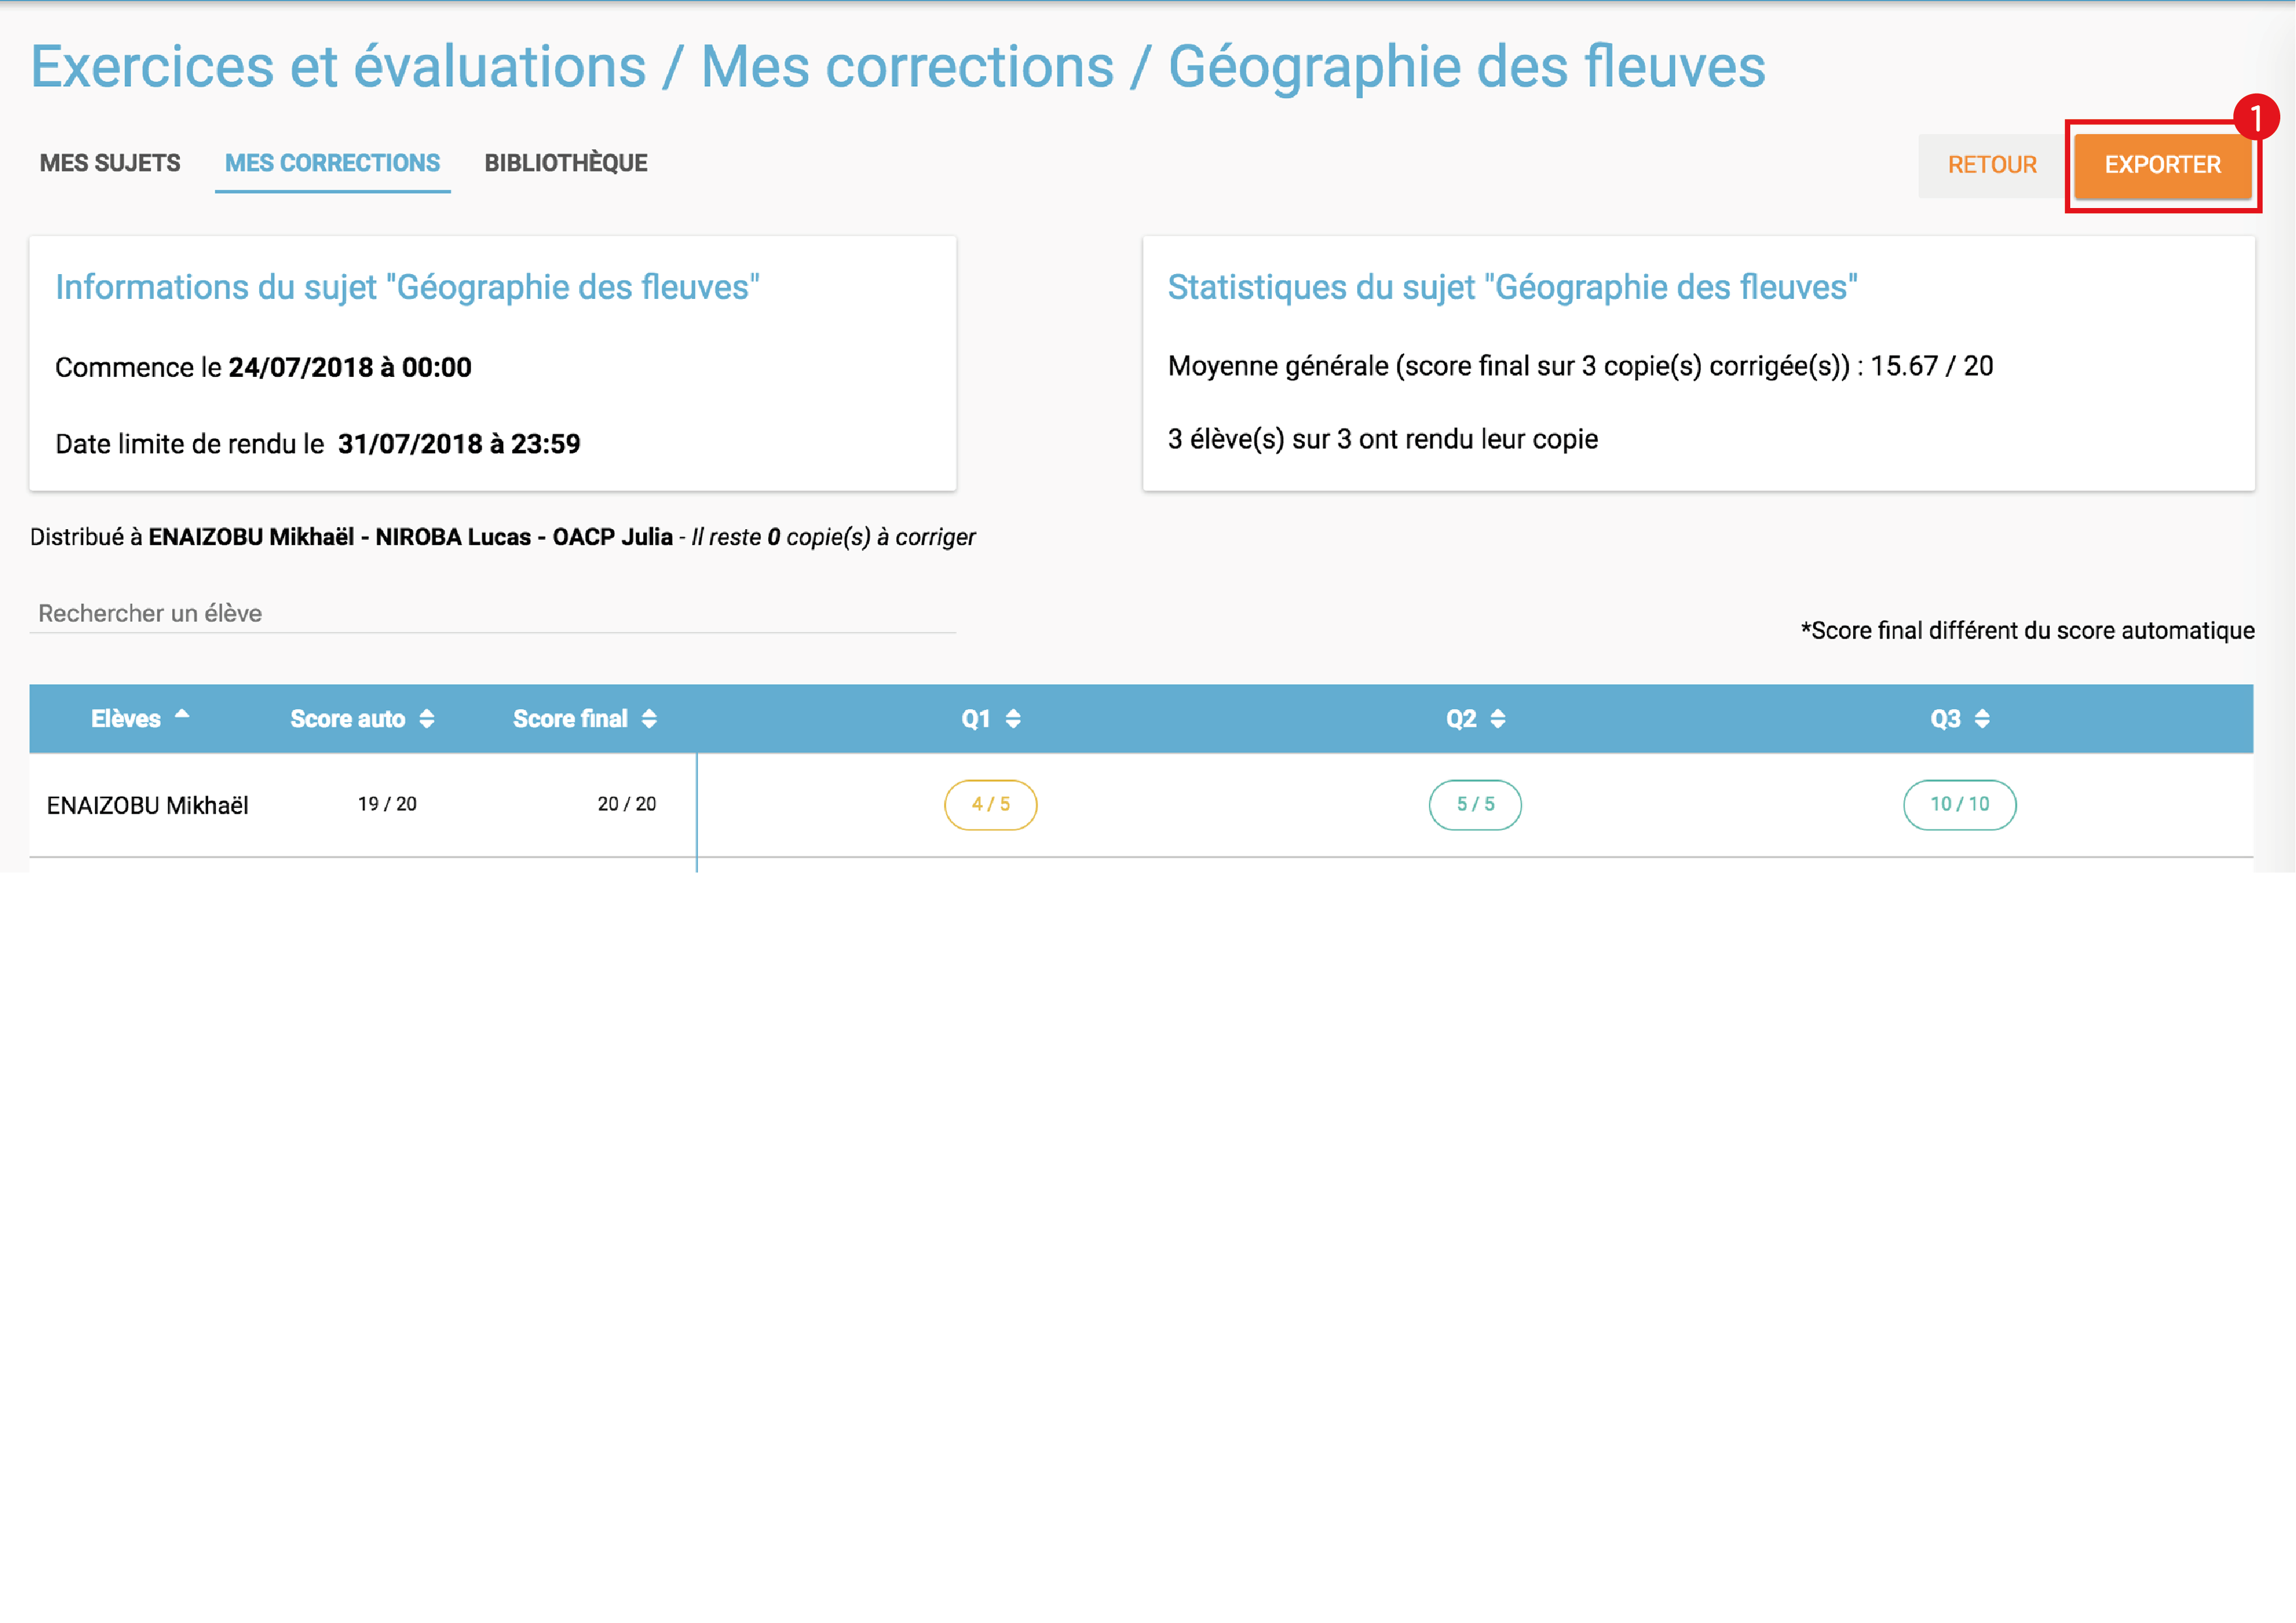 Exercices et évaluations / Mes corrections / Géographie des fleuves
1
MES SUJETS MES CORRECTIONS BIBLIOTHÈQUE RETOUR EXPORTER
Informations du sujet "Géographie des fleuves"
Commence le 24/07/2018 à 00:00
Date limite de rendu le 31/07/2018 à 23:59
Statistiques du sujet "Géographie des fleuves"
Moyenne générale (score final sur 3 copie(s) corrigée(s)) : 15.67 / 20
3 élève(s) sur 3 ont rendu leur copie
Distribué à ENAIZOBU Mikhaël - NIROBA Lucas - OACP Julia - Il reste 0 copie(s) à corriger
Rechercher un élève
*Score final différent du score automatique
Elèves Score auto Score final Q1 Q2 Q3
ENAIZOBU Mikhaël 19 / 20 20 / 20 4 / 5 5 / 5 10 / 10